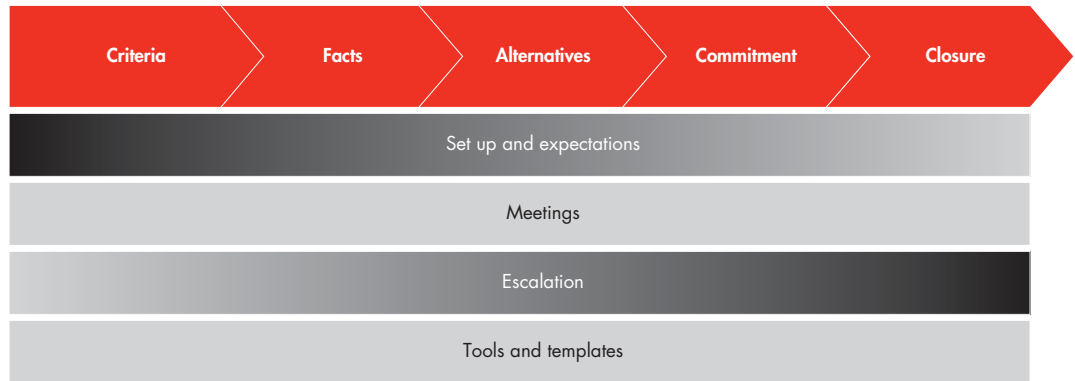 Criteria Facts Alternatives Commitment Closure
Set up and expectations
Meetings
Escalation
Tools and templates